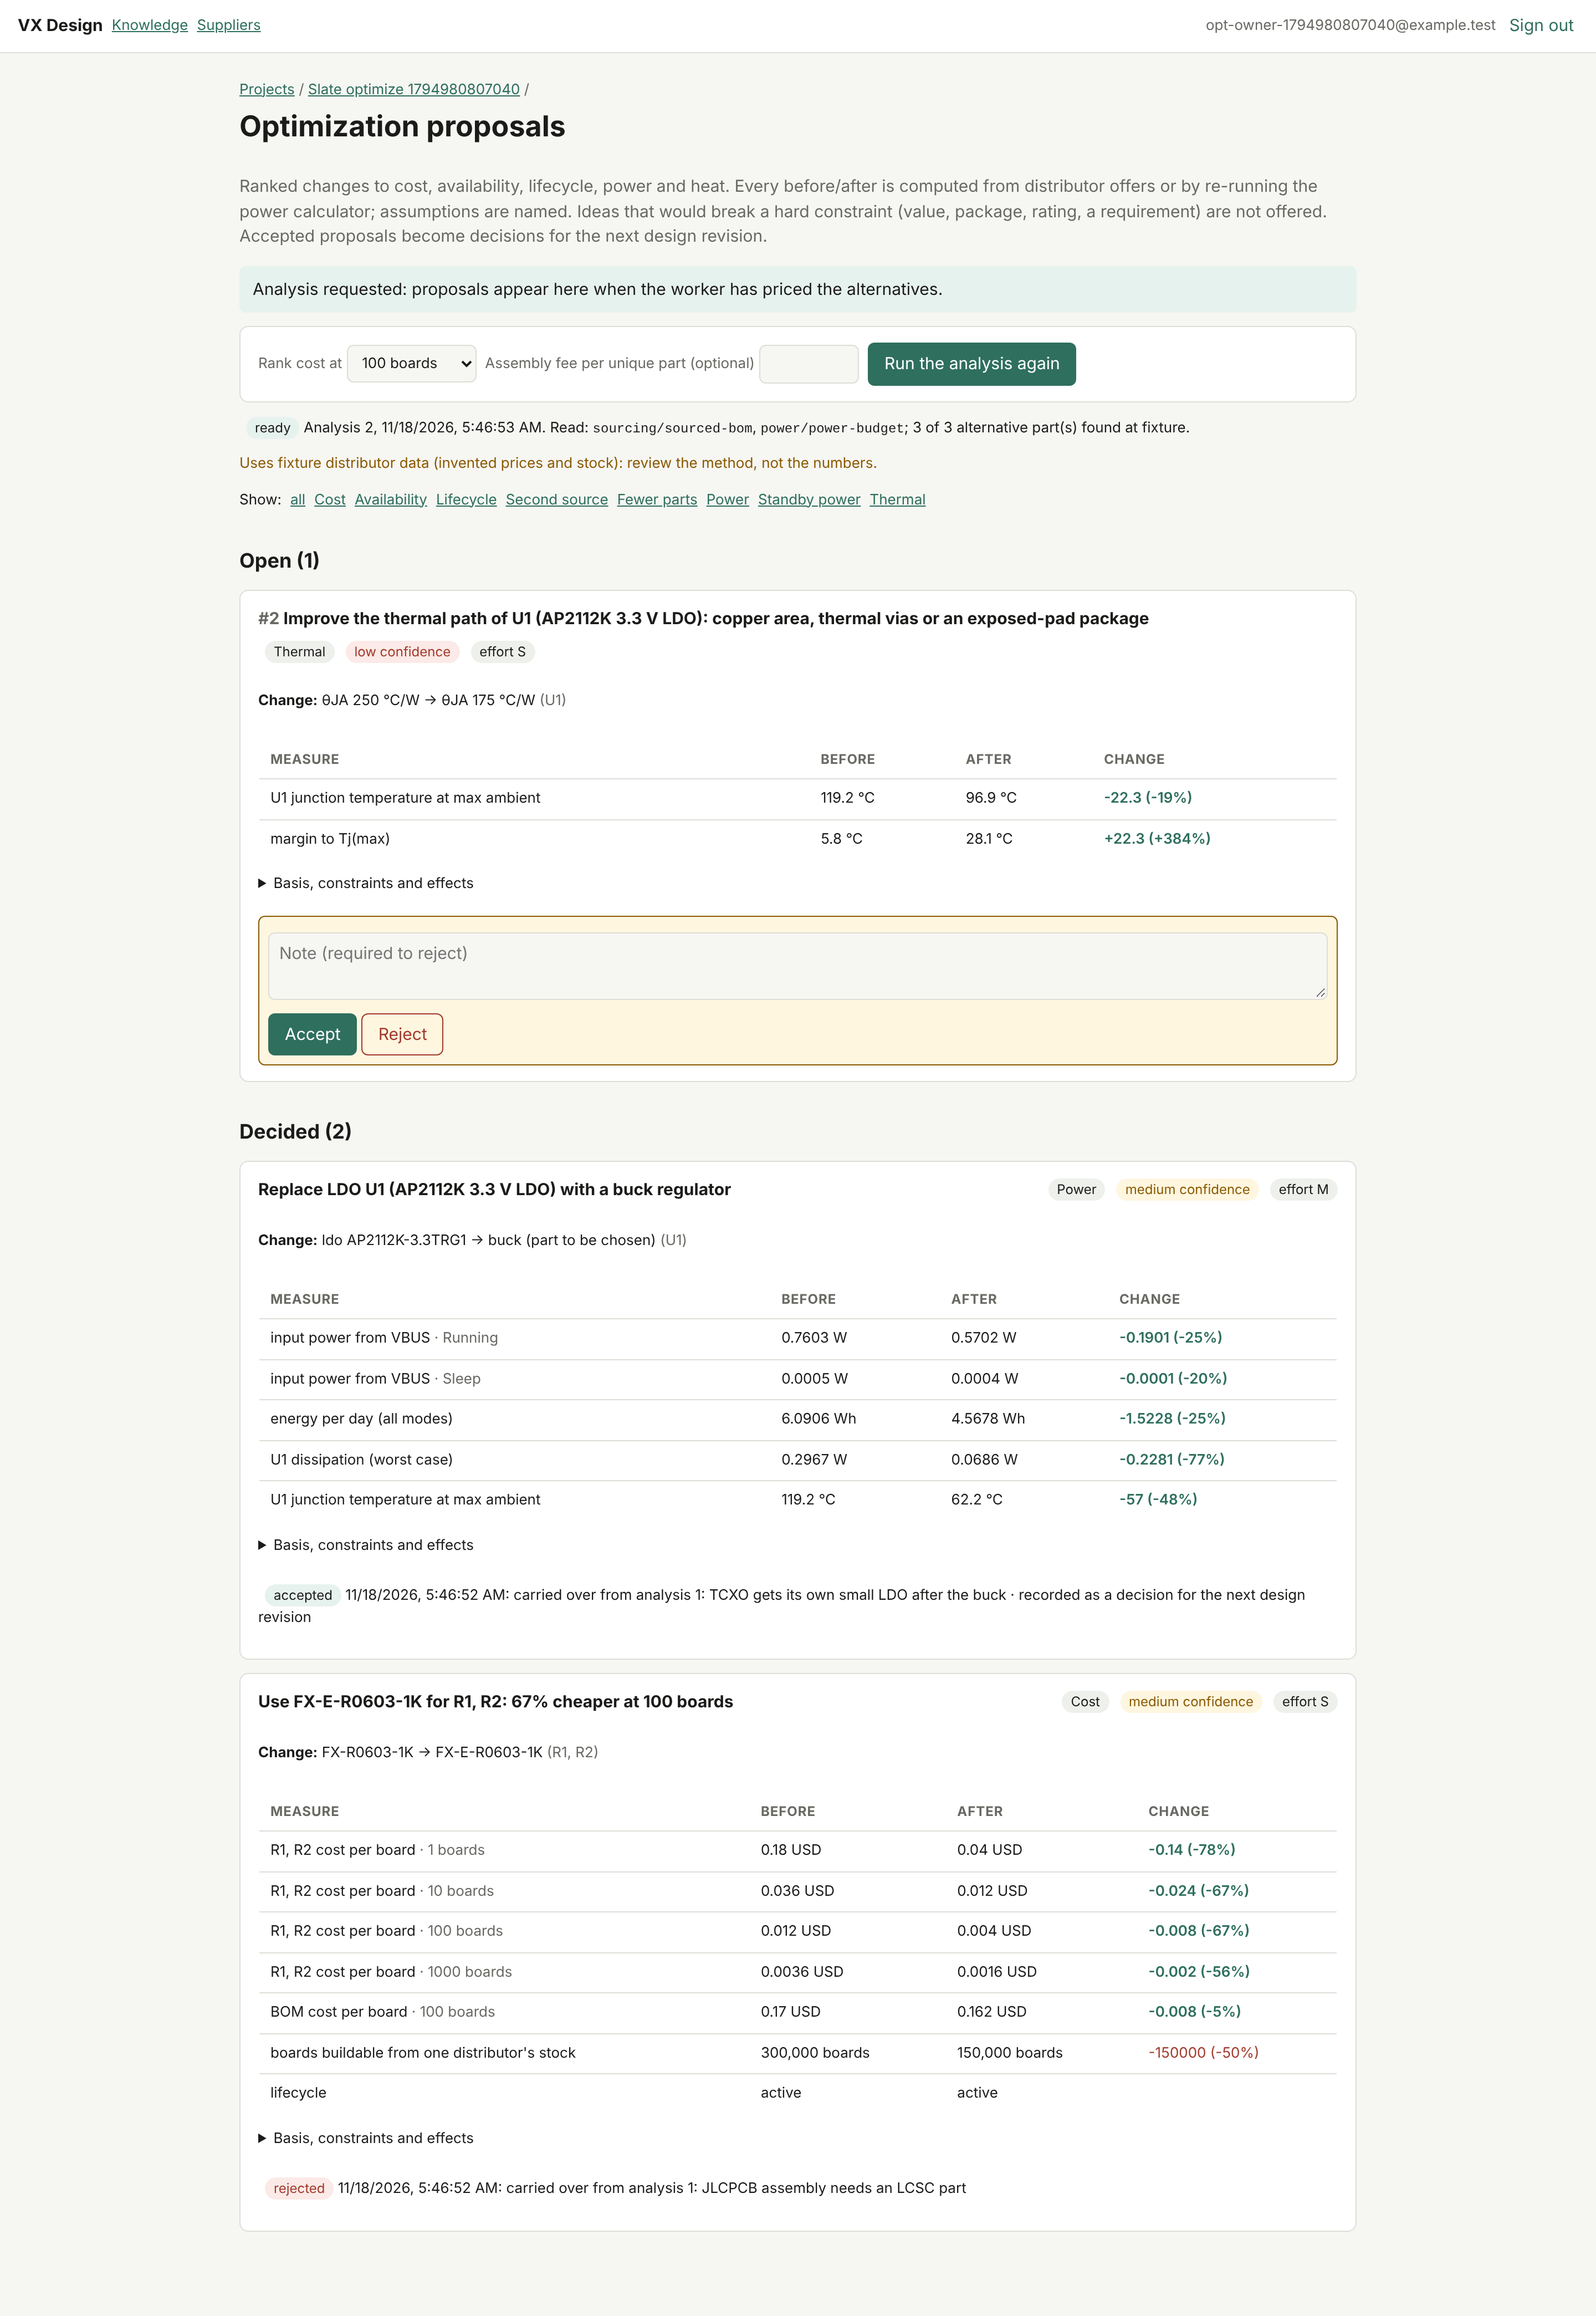 VX Design Knowledge Suppliers opt-owner-1794980807040@example.test Sign out
Projects / Slate optimize 1794980807040 /
Optimization proposals
Ranked changes to cost, availability, lifecycle, power and heat. Every before/after is computed from distributor offers or by re-running the
power calculator; assumptions are named. Ideas that would break a hard constraint (value, package, rating, a requirement) are not offered.
Accepted proposals become decisions for the next design revision.
Analysis requested: proposals appear here when the worker has priced the alternatives.
Rank cost at 100 boards Assembly fee per unique part (optional) Run the analysis again
ready Analysis 2, 11/18/2026, 5:46:53 AM. Read: sourcing/sourced-bom, power/power-budget; 3 of 3 alternative part(s) found at fixture.
Uses fixture distributor data (invented prices and stock): review the method, not the numbers.
Show: all Cost Availability Lifecycle Second source Fewer parts Power Standby power Thermal
Open (1)
#2 Improve the thermal path of U1 (AP2112K 3.3 V LDO): copper area, thermal vias or an exposed-pad package
Thermal low confidence effort S
Change: θJA 250 °C/W → θJA 175 °C/W (U1)
MEASURE BEFORE AFTER CHANGE
U1 junction temperature at max ambient 119.2 °C 96.9 °C -22.3 (-19%)
margin to Tj(max) 5.8 °C 28.1 °C +22.3 (+384%)
▶ Basis, constraints and effects
Note (required to reject)
Accept Reject
Decided (2)
Replace LDO U1 (AP2112K 3.3 V LDO) with a buck regulator Power medium confidence effort M
Change: ldo AP2112K-3.3TRG1 → buck (part to be chosen) (U1)
MEASURE BEFORE AFTER CHANGE
input power from VBUS · Running 0.7603 W 0.5702 W -0.1901 (-25%)
input power from VBUS · Sleep 0.0005 W 0.0004 W -0.0001 (-20%)
energy per day (all modes) 6.0906 Wh 4.5678 Wh -1.5228 (-25%)
U1 dissipation (worst case) 0.2967 W 0.0686 W -0.2281 (-77%)
U1 junction temperature at max ambient 119.2 °C 62.2 °C -57 (-48%)
▶ Basis, constraints and effects
accepted 11/18/2026, 5:46:52 AM: carried over from analysis 1: TCXO gets its own small LDO after the buck · recorded as a decision for the next design
revision
Use FX-E-R0603-1K for R1, R2: 67% cheaper at 100 boards Cost medium confidence effort S
Change: FX-R0603-1K → FX-E-R0603-1K (R1, R2)
MEASURE BEFORE AFTER CHANGE
R1, R2 cost per board · 1 boards 0.18 USD 0.04 USD -0.14 (-78%)
R1, R2 cost per board · 10 boards 0.036 USD 0.012 USD -0.024 (-67%)
R1, R2 cost per board · 100 boards 0.012 USD 0.004 USD -0.008 (-67%)
R1, R2 cost per board · 1000 boards 0.0036 USD 0.0016 USD -0.002 (-56%)
BOM cost per board · 100 boards 0.17 USD 0.162 USD -0.008 (-5%)
boards buildable from one distributor's stock 300,000 boards 150,000 boards -150000 (-50%)
lifecycle active active
▶ Basis, constraints and effects
rejected 11/18/2026, 5:46:52 AM: carried over from analysis 1: JLCPCB assembly needs an LCSC part